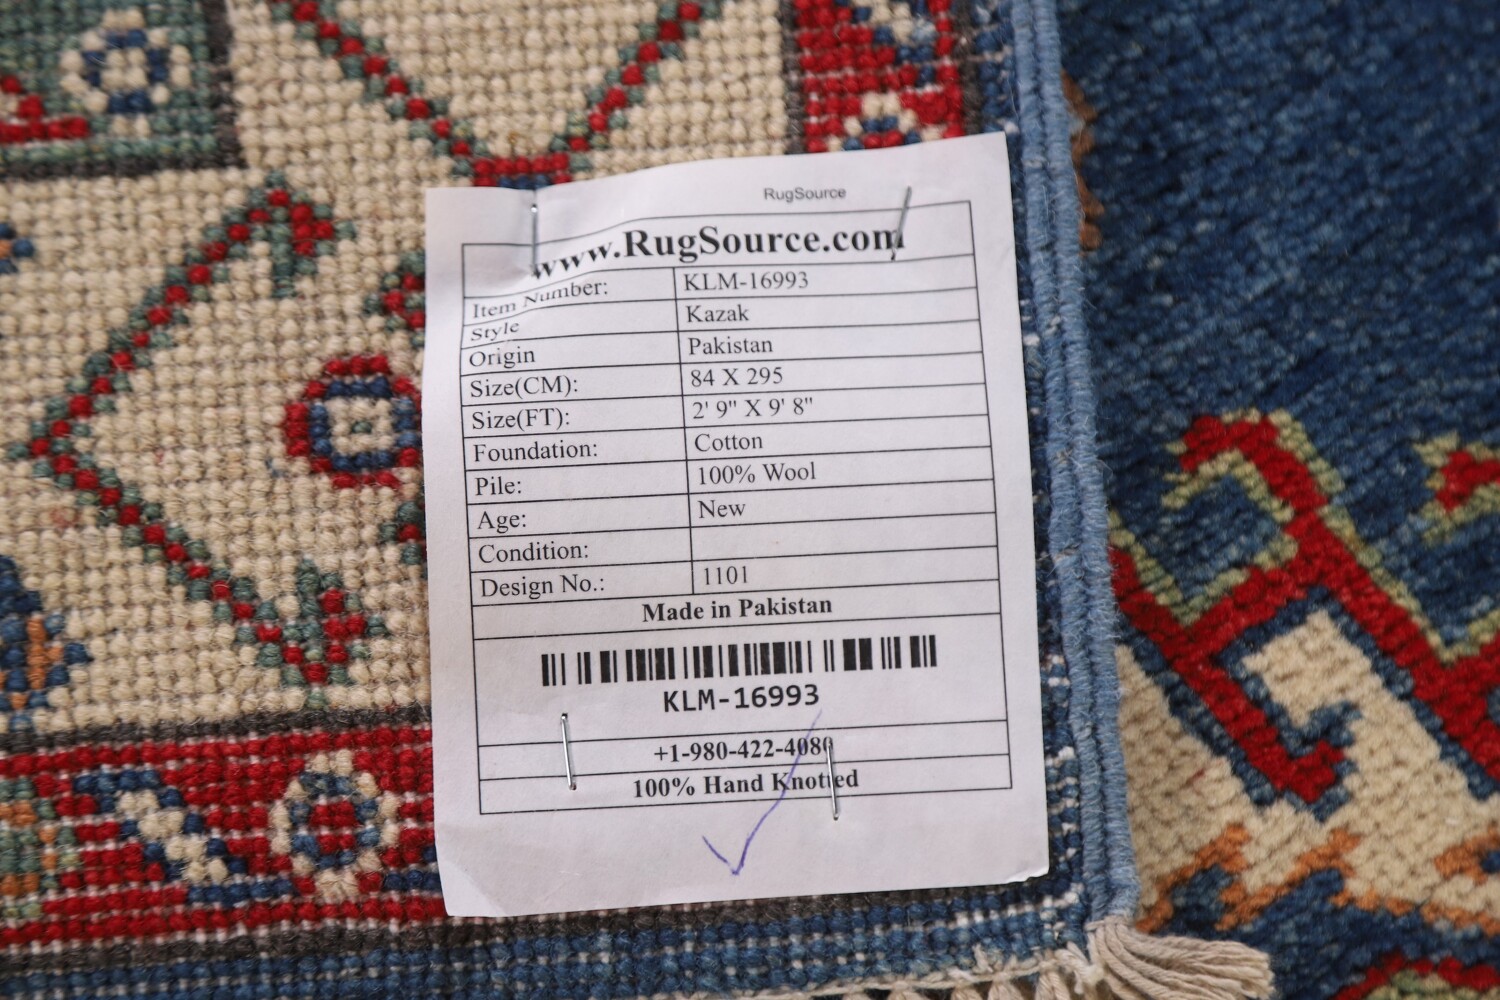 RugSource
www.RugSource.com
Item Number: KLM-16993
Style Kazak
Origin Pakistan
Size(CM): 84 X 295
Size(FT): 2' 9" X 9' 8"
Foundation: Cotton
Pile: 100% Wool
Age: New
Condition:
Design No.: 1101
Made in Pakistan
KLM-16993
+1-980-422-4080
100% Hand Knotted